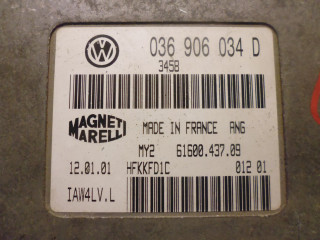 036 906 034 D
3458
MAGNETI
MARELLI
MADE IN FRANCE ANG
MY2 61600.437.09
12.01.01 HFKKFD1C 012 01
IAW4LV.L